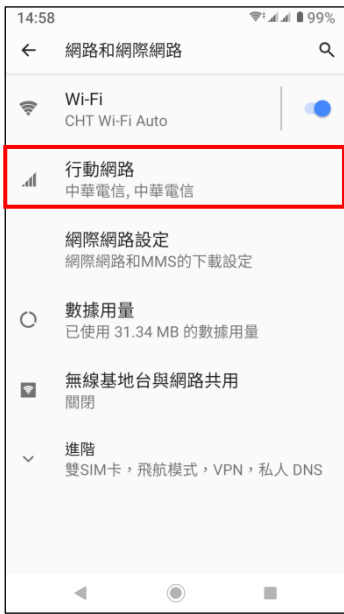 14:58 99%
網路和網際網路
Wi-Fi
CHT Wi-Fi Auto
行動網路
中華電信, 中華電信
網際網路設定
網際網路和MMS的下載設定
數據用量
已使用 31.34 MB 的數據用量
無線基地台與網路共用
關閉
進階
雙SIM卡，飛航模式，VPN，私人 DNS